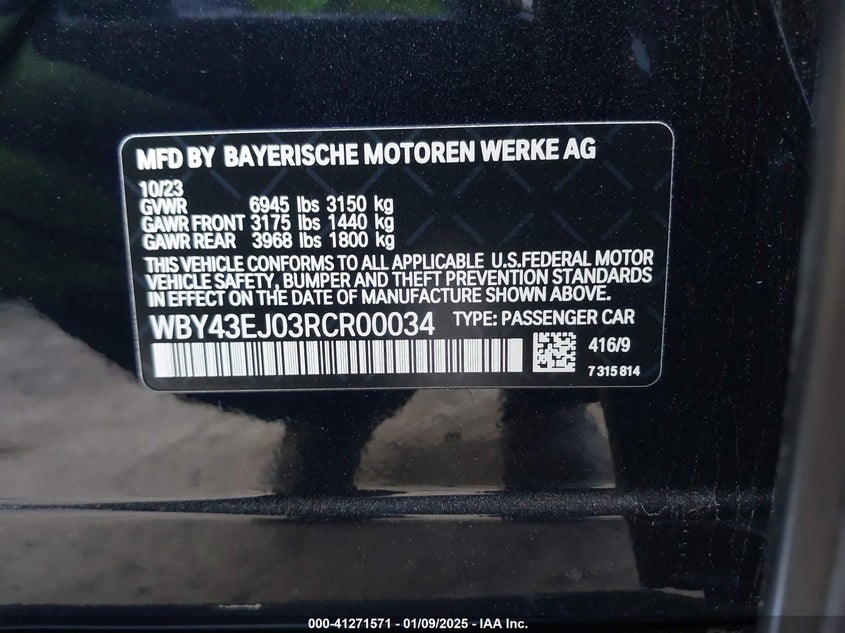 MFD BY BAYERISCHE MOTOREN WERKE AG
10/23
GVWR 6945 lbs 3150 kg
GAWR FRONT 3175 lbs 1440 kg
GAWR REAR 3968 lbs 1800 kg
THIS VEHICLE CONFORMS TO ALL APPLICABLE U.S.FEDERAL MOTOR
VEHICLE SAFETY, BUMPER AND THEFT PREVENTION STANDARDS
IN EFFECT ON THE DATE OF MANUFACTURE SHOWN ABOVE.
WBY43EJ03RCR00034 TYPE: PASSENGER CAR
416/9
7 315 814
000-41271571 / 01/09/2025 - IAA Inc.